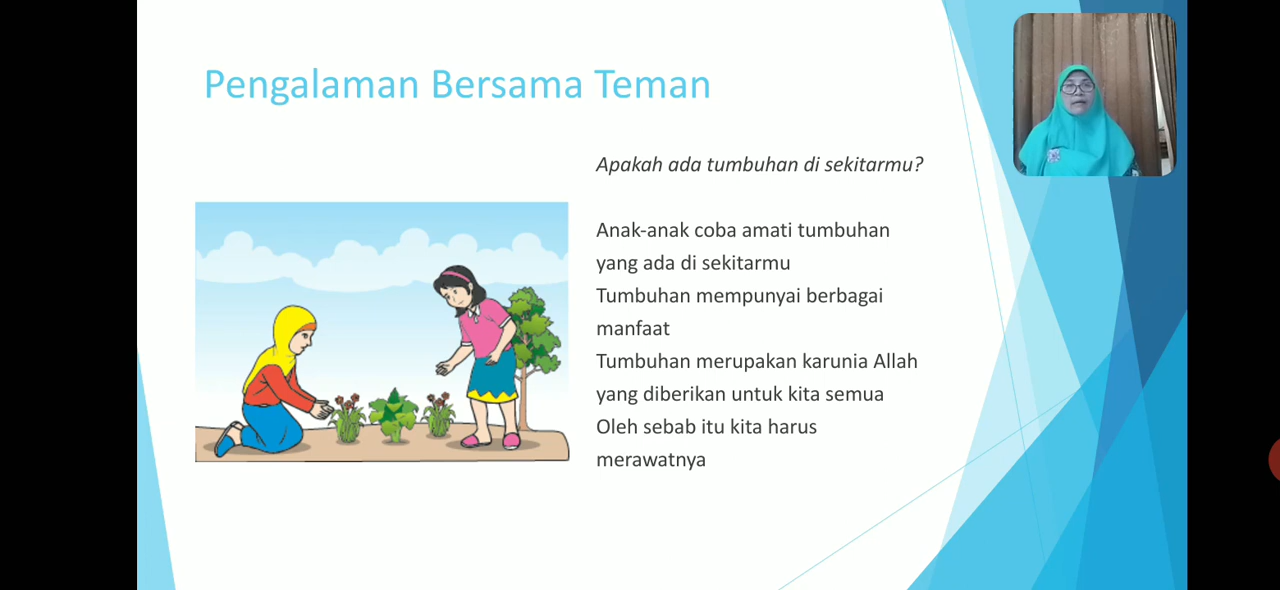 Pengalaman Bersama Teman
Apakah ada tumbuhan di sekitarmu?
Anak-anak coba amati tumbuhan
yang ada di sekitarmu
Tumbuhan mempunyai berbagai
manfaat
Tumbuhan merupakan karunia Allah
yang diberikan untuk kita semua
Oleh sebab itu kita harus
merawatnya